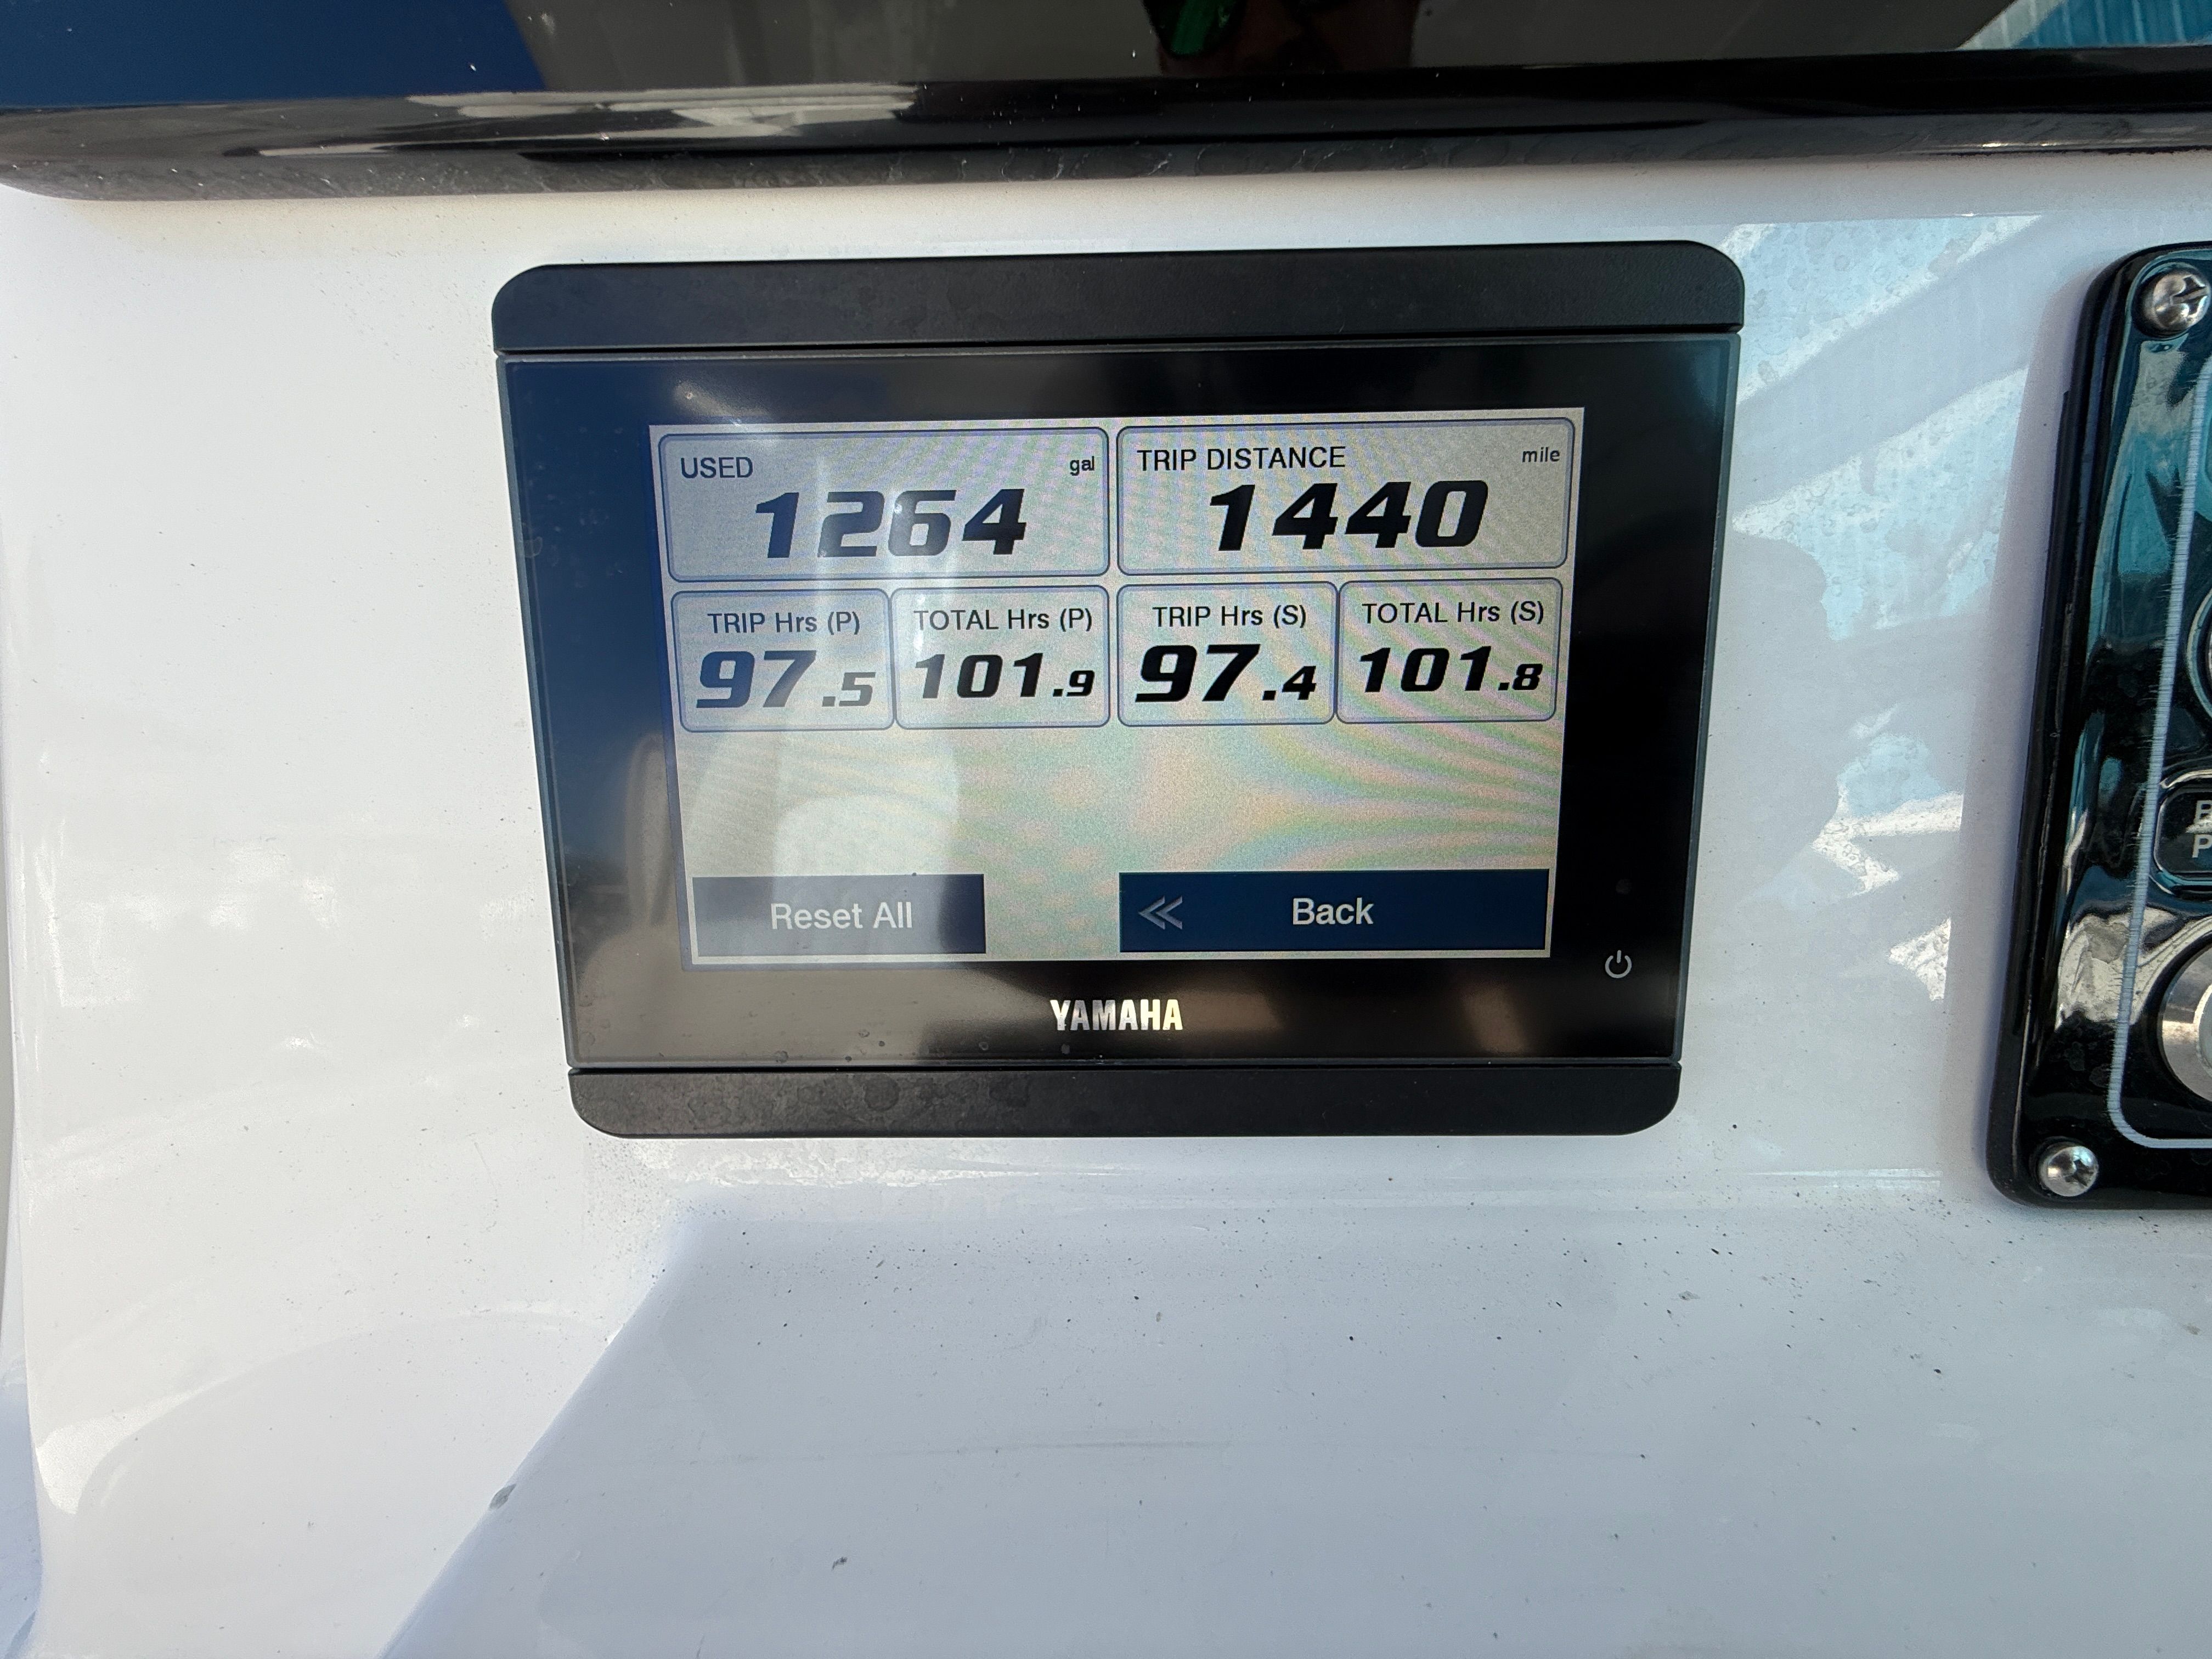 USED gal TRIP DISTANCE mile
1264 1440
TRIP Hrs (P) TOTAL Hrs (P) TRIP Hrs (S) TOTAL Hrs (S)
97.5 101.9 97.4 101.8
Reset All << Back
YAMAHA